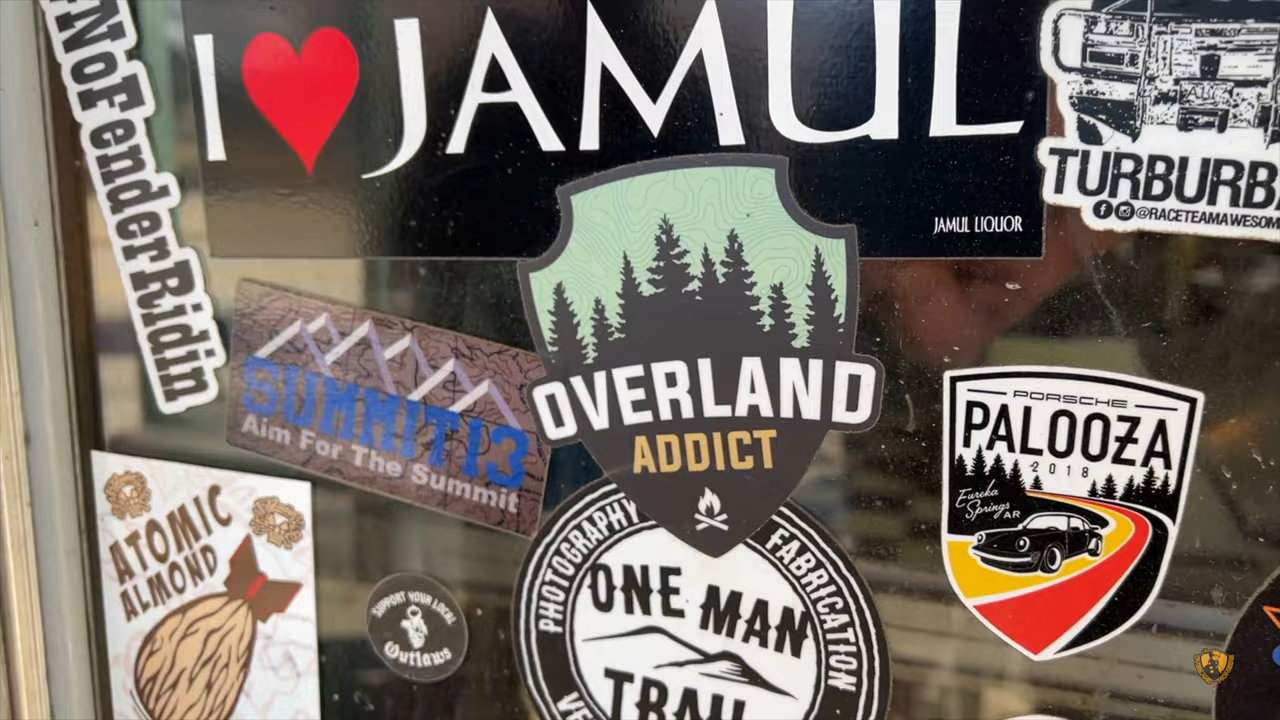 NoFenderRidin
I JAMUL
JAMUL LIQUOR
TURBURB
@RACETEAMAWESOM
OVERLAND
ADDICT
SUMMIT13
Aim For The Summit
PORSCHE
PALOOZA
2018
Eureka
Springs
AR
ATOMIC
ALMOND
SUPPORT YOUR LOCAL
Outlaws
PHOTOGRAPHY
FABRICATION
ONE MAN
TRAIL